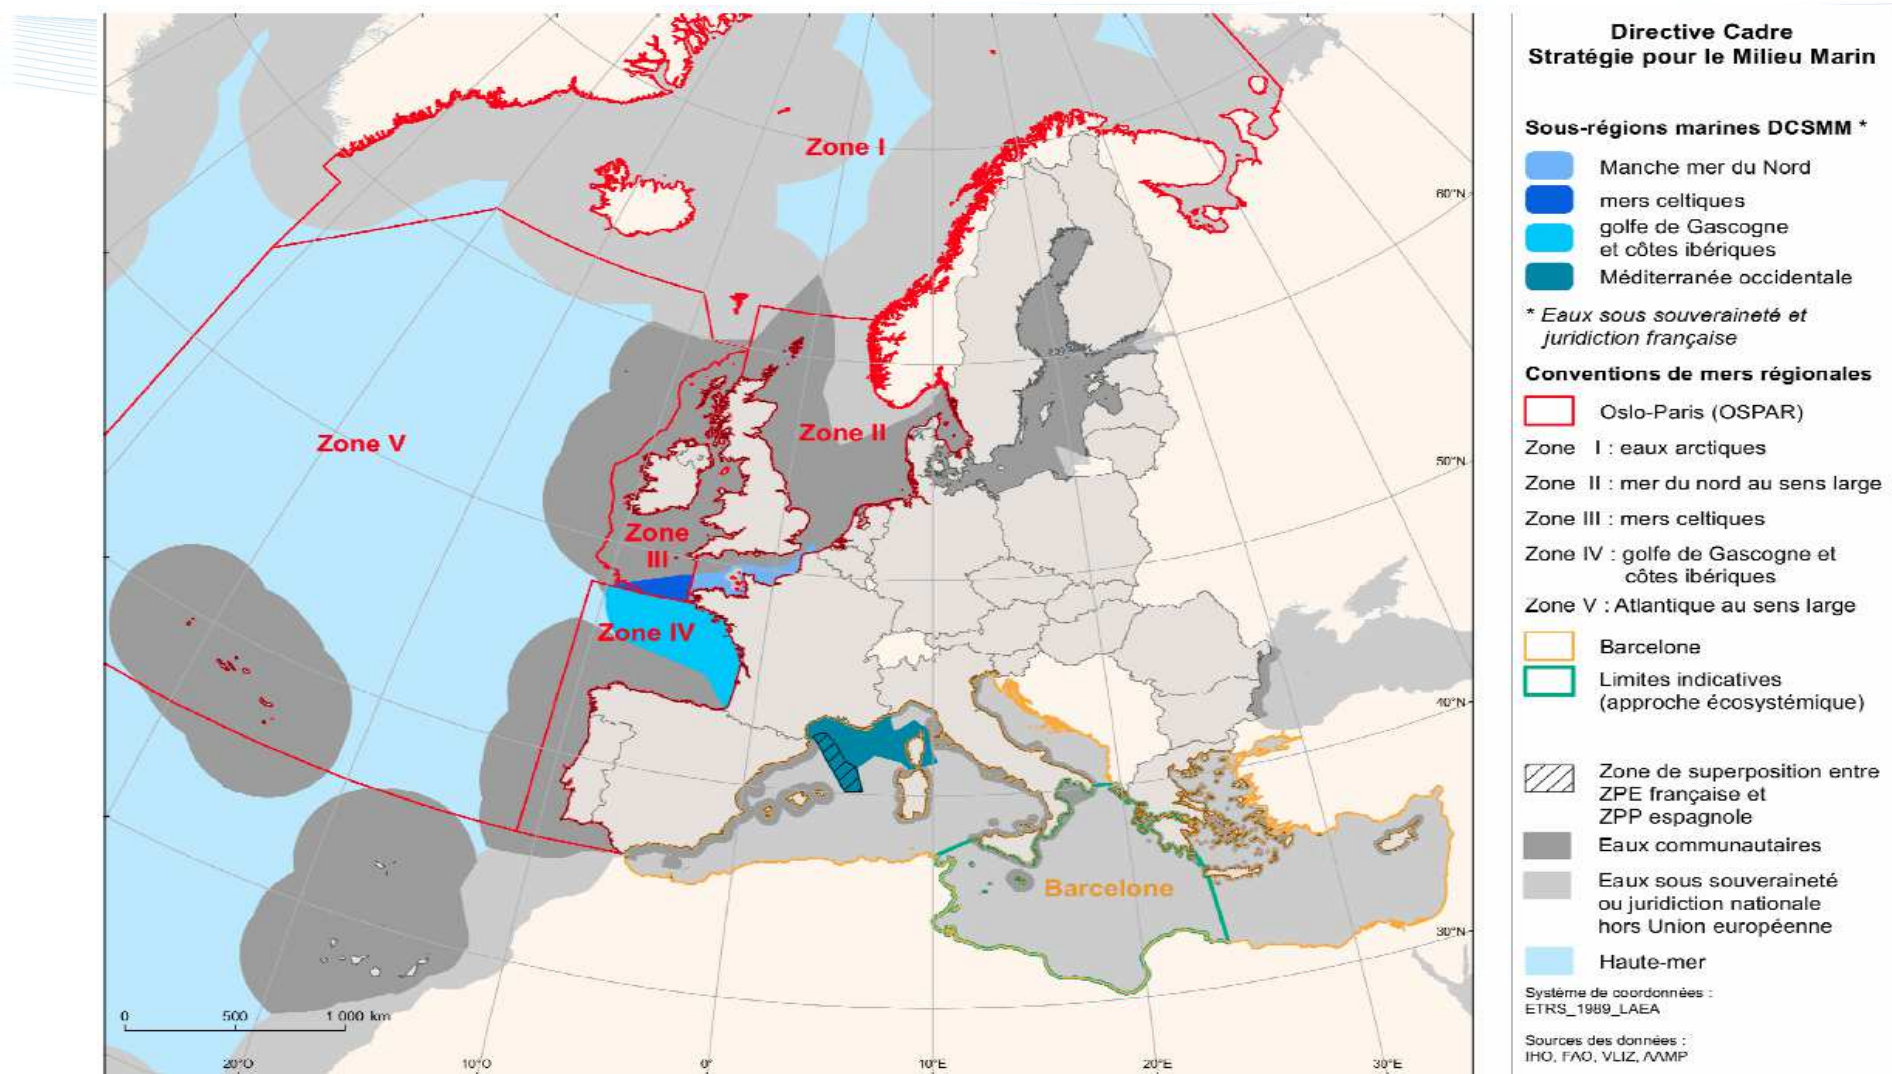 Directive Cadre
Stratégie pour le Milieu Marin
Sous-régions marines DCSMM *
Manche mer du Nord
mers celtiques
golfe de Gascogne
et côtes ibériques
Méditerranée occidentale
* Eaux sous souveraineté et
juridiction française
Conventions de mers régionales
Oslo-Paris (OSPAR)
Zone I : eaux arctiques
Zone II : mer du nord au sens large
Zone III : mers celtiques
Zone IV : golfe de Gascogne et
côtes ibériques
Zone V : Atlantique au sens large
Barcelone
Limites indicatives
(approche écosystémique)
Zone de superposition entre
ZPE française et
ZPP espagnole
Eaux communautaires
Eaux sous souveraineté
ou juridiction nationale
hors Union européenne
Haute-mer
Système de coordonnées :
ETRS_1989_LAEA
Sources des données :
IHO, FAO, VLIZ, AAMP
Zone I
Zone V
Zone II
Zone
III
Zone IV
Barcelone
60°N
50°N
40°N
30°N
0 500 1 000 km
20°O 10°O 0° 10°E 20°E 30°E